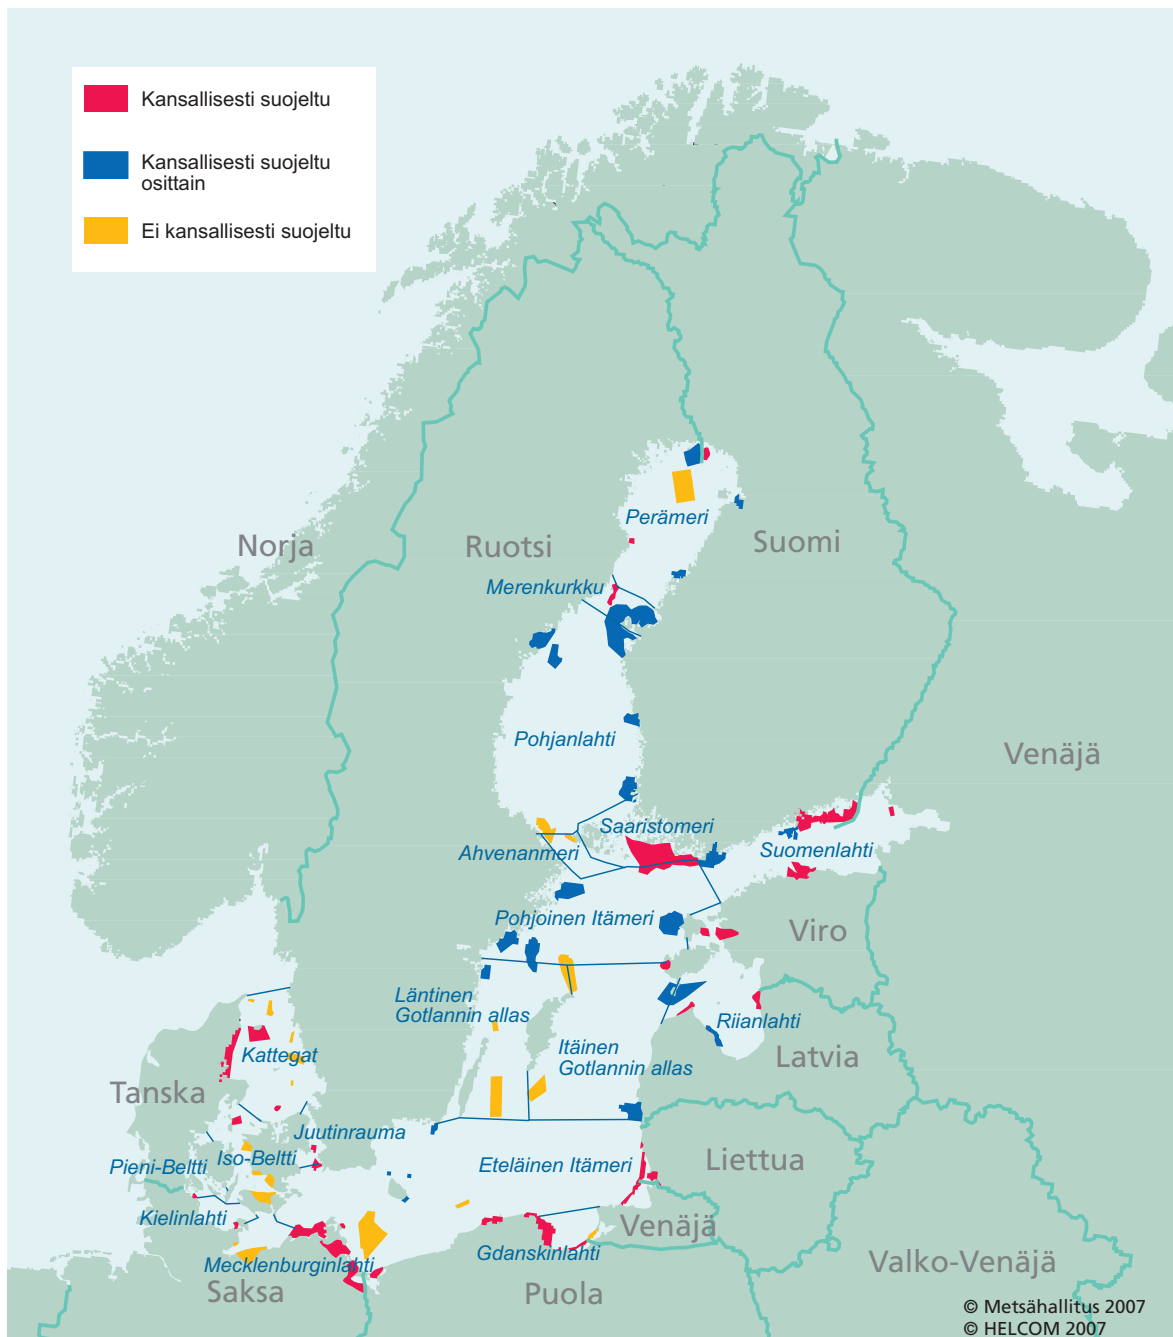 Kansallisesti suojeltu
Kansallisesti suojeltu
osittain
Ei kansallisesti suojeltu
Perämeri
Norja
Ruotsi
Suomi
Merenkurkku
Pohjanlahti
Venäjä
Saaristomeri
Ahvenanmeri
Suomenlahti
Pohjoinen Itämeri
Viro
Läntinen
Gotlannin allas
Riianlahti
Itäinen
Gotlannin allas
Kattegat
Latvia
Tanska
Juutinrauma
Pieni-Beltti
Iso-Beltti
Eteläinen Itämeri
Liettua
Kielinlahti
Venäjä
Gdanskinlahti
Mecklenburginlahti
Valko-Venäjä
Saksa
Puola
© Metsähallitus 2007
© HELCOM 2007